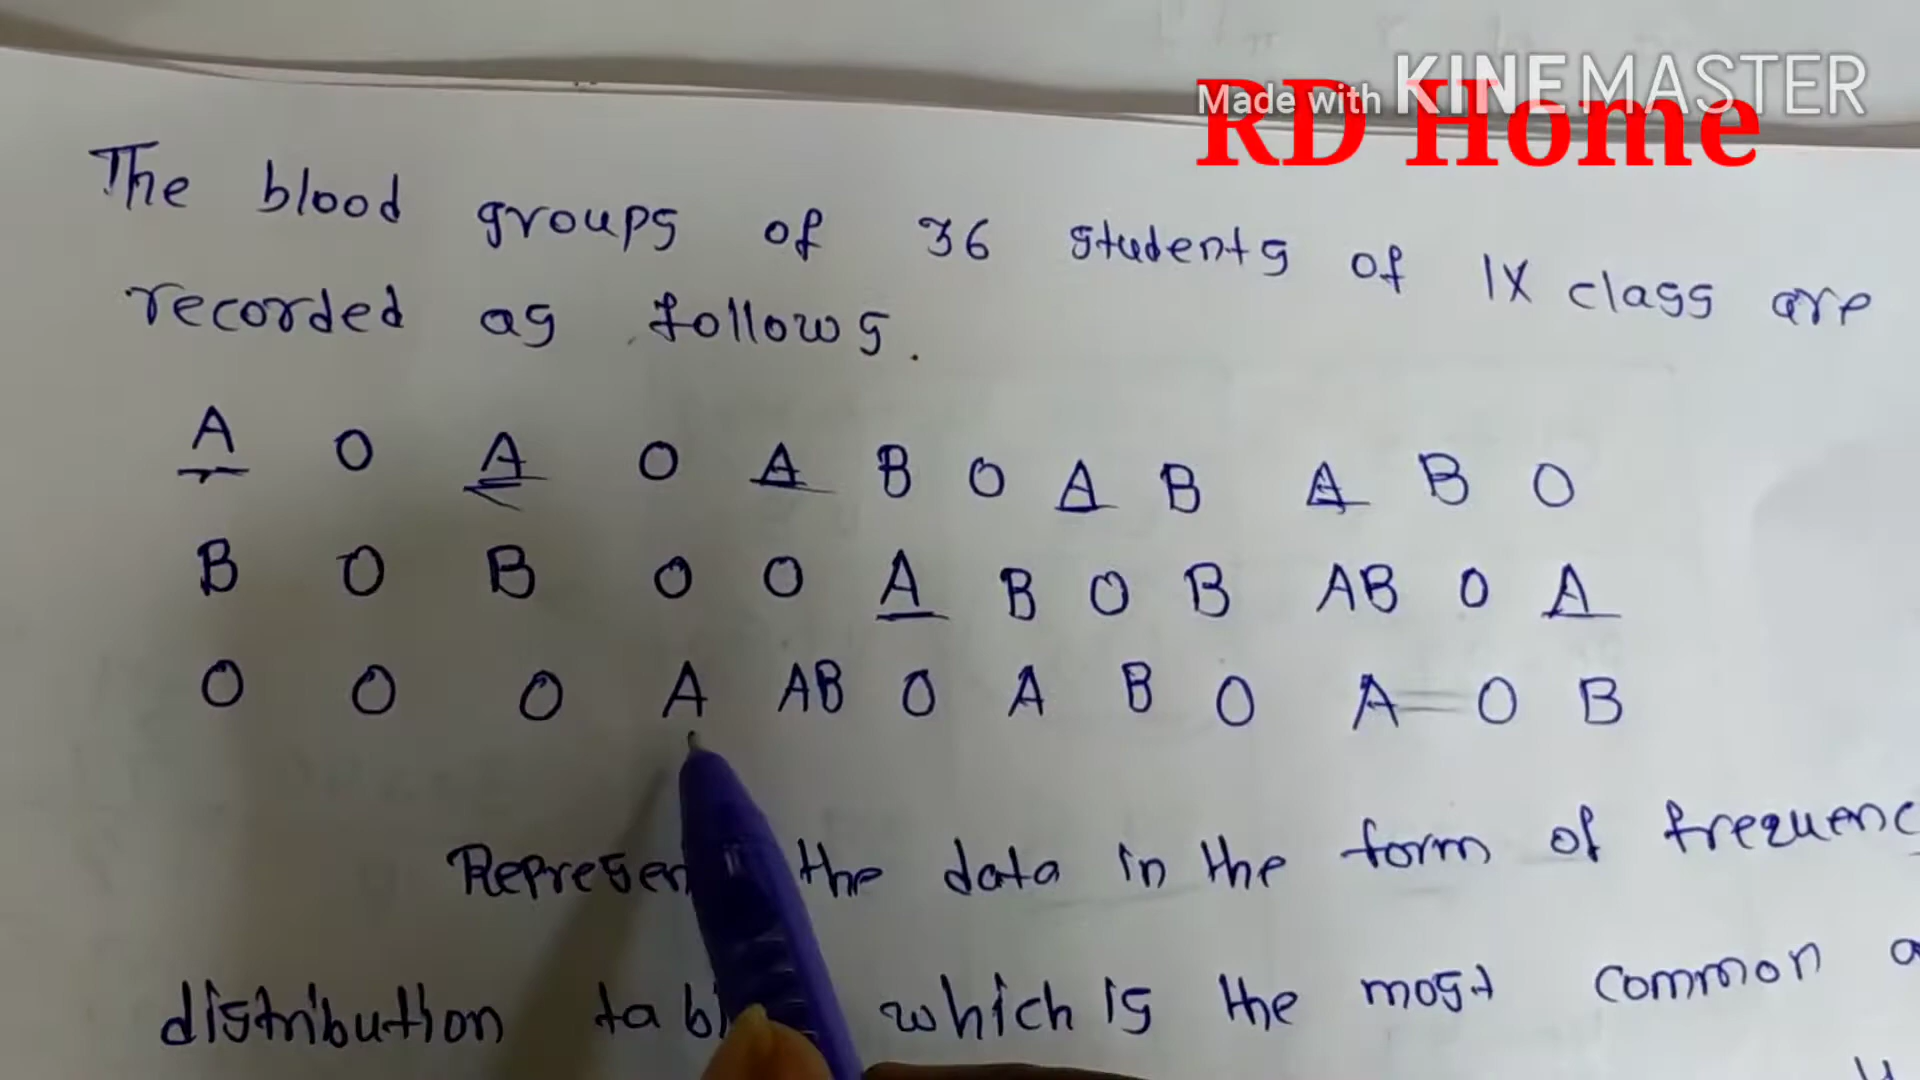 Made with KINEMASTER
RD Home
The blood groups of 36 students of IX class are
recorded as follows.
A O A O A B O A B A B O
B O B O O A B O B AB O A
O O O A AB O A B O A O B
the data in the form of
distribution which is the most common